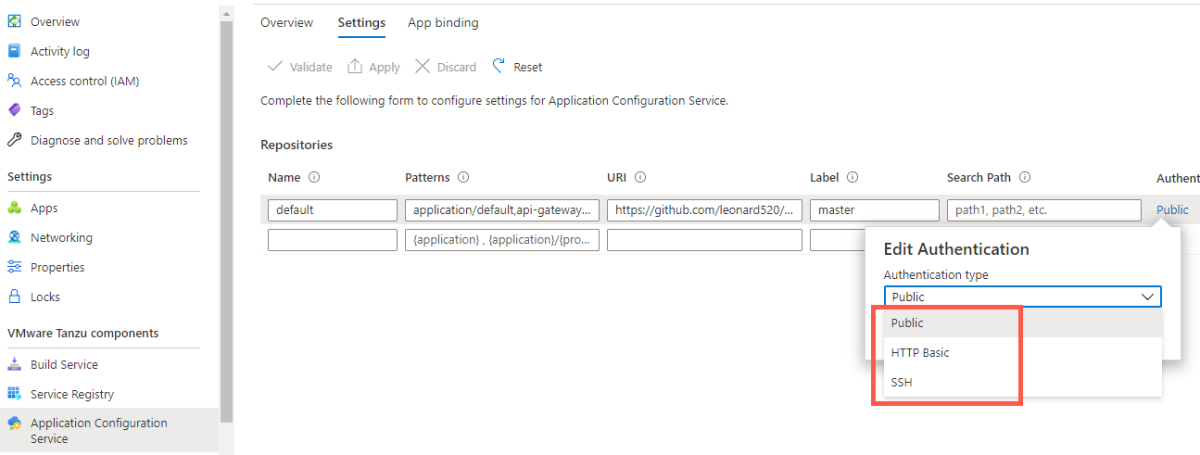 Overview
Activity log
Access control (IAM)
Tags
Diagnose and solve problems
Settings
Apps
Networking
Properties
Locks
VMware Tanzu components
Build Service
Service Registry
Application Configuration
Service
Overview Settings App binding
Validate Apply Discard Reset
Complete the following form to configure settings for Application Configuration Service.
Repositories
Name Patterns URI Label Search Path Authent
default application/default,api-gateway... https://github.com/leonard520/... master path1, path2, etc. Public
{application} , {application}/{pro...
Edit Authentication
Authentication type
Public
Public
HTTP Basic
SSH